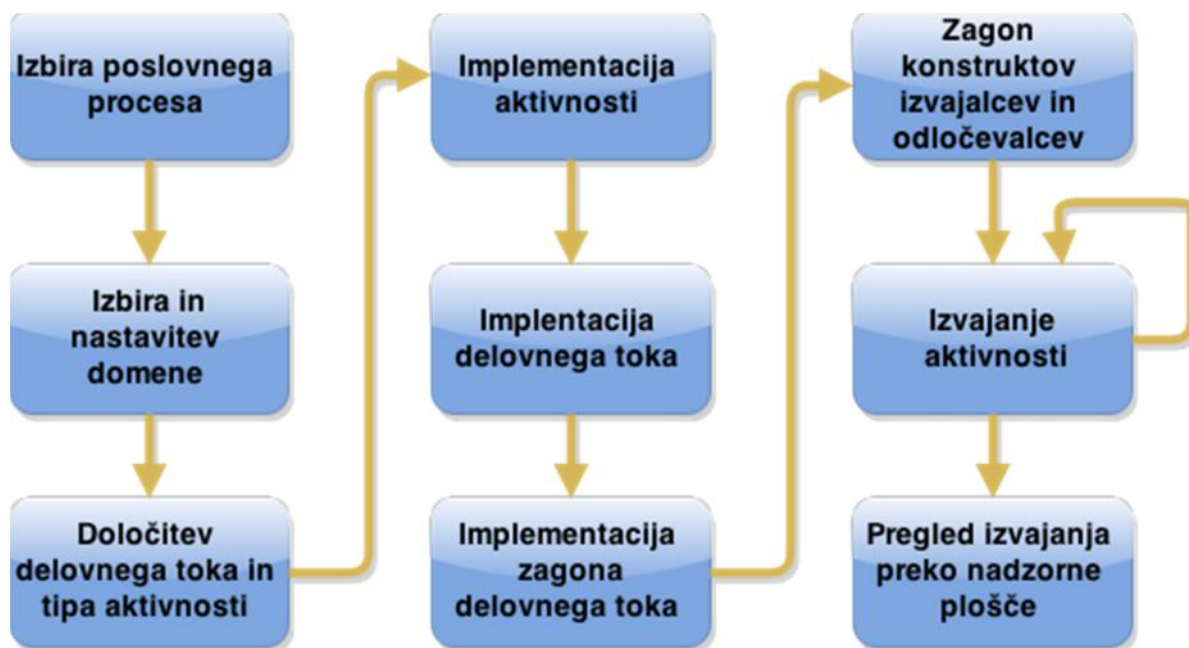 Izbira poslovnega
procesa
Izbira in
nastavitev
domene
Določitev
delovnega toka in
tipa aktivnosti
Implementacija
aktivnosti
Implentacija
delovnega toka
Implementacija
zagona
delovnega toka
Zagon
konstruktov
izvajalcev in
odločevalcev
Izvajanje
aktivnosti
Pregled izvajanja
preko nadzorne
plošče